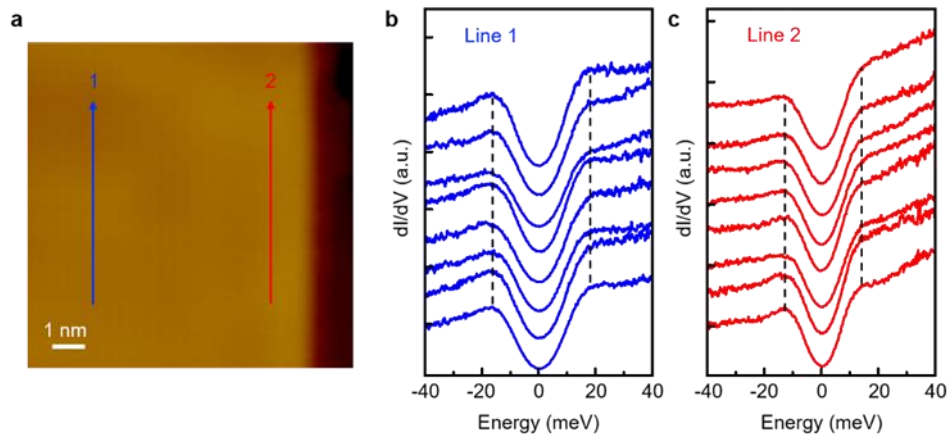 a
1
2
1 nm
b
Line 1
dI/dV (a.u.)
-40 -20 0 20 40
Energy (meV)
c
Line 2
dI/dV (a.u.)
-40 -20 0 20 40
Energy (meV)